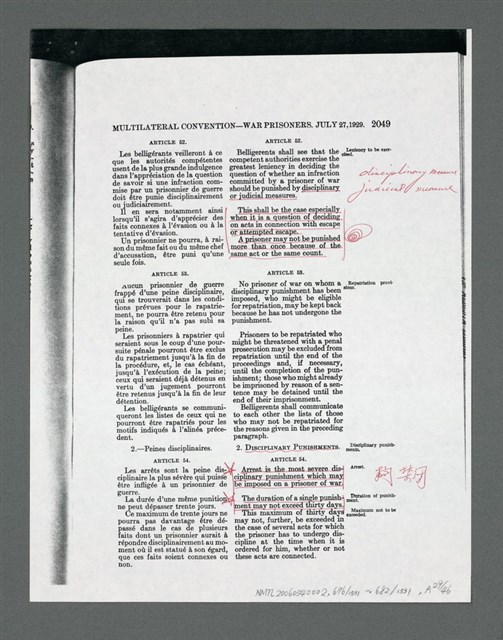 MULTILATERAL CONVENTION—WAR PRISONERS. JULY 27, 1929. 2049
ARTICLE 52.
Les belligérants veilleront à ce
que les autorités compétentes
usent de la plus grande indulgence
dans l'appréciation de la question
de savoir si une infraction com-
mise par un prisonnier de guerre
doit être punie disciplinairement
ou judiciairement.
Il en sera notamment ainsi
lorsqu'il s'agira d'apprécier des
faits connexes à l'évasion ou à la
tentative d'évasion.
Un prisonnier ne pourra, à rai-
son du même fait ou du même chef
d'accusation, être puni qu'une
seule fois.
ARTICLE 53.
Aucun prisonnier de guerre
frappé d'une peine disciplinaire,
qui se trouverait dans les condi-
tions prévues pour le rapatrie-
ment, ne pourra être retenu pour
la raison qu'il n'a pas subi sa
peine.
Les prisonniers à rapatrier qui
seraient sous le coup d'une pour-
suite pénale pourront être exclus
du rapatriement jusqu'à la fin de
la procédure, et, le cas échéant,
jusqu'à l'exécution de la peine;
ceux qui seraient déjà détenus en
vertu d'un jugement pourront
être retenus jusqu'à la fin de leur
détention.
Les belligérants se communi-
queront les listes de ceux qui ne
pourront être rapatriés pour les
motifs indiqués à l'alinéa précé-
dent.
2.—Peines disciplinaires.
ARTICLE 54.
Les arrêts sont la peine dis-
ciplinaire la plus sévère qui puisse
être infligée à un prisonnier de
guerre.
La durée d'une même punition
ne peut dépasser trente jours.
Ce maximum de trente jours ne
pourra pas davantage être dé-
passé dans le cas de plusieurs
faits dont un prisonnier aurait à
répondre disciplinairement au mo-
ment où il est statué à son égard,
que ces faits soient connexes ou
non.
ARTICLE 52.
Belligerents shall see that the
competent authorities exercise the
greatest leniency in deciding the
question of whether an infraction
committed by a prisoner of war
should be punished by disciplinary
or judicial measures.
This shall be the case especially
when it is a question of deciding
on acts in connection with escape
or attempted escape.
A prisoner may not be punished
more than once because of the
same act or the same count.
ARTICLE 53.
No prisoner of war on whom a
disciplinary punishment has been
imposed, who might be eligible
for repatriation, may be kept back
because he has not undergone the
punishment.
Prisoners to be repatriated who
might be threatened with a penal
prosecution may be excluded from
repatriation until the end of the
proceedings and, if necessary,
until the completion of the pun-
ishment; those who might already
be imprisoned by reason of a sen-
tence may be detained until the
end of their imprisonment.
Belligerents shall communicate
to each other the lists of those
who may not be repatriated for
the reasons given in the preceding
paragraph.
2. DISCIPLINARY PUNISHMENTS.
ARTICLE 54.
Arrest is the most severe dis-
ciplinary punishment which may
be imposed on a prisoner of war.
The duration of a single punish-
ment may not exceed thirty days.
This maximum of thirty days
may not, further, be exceeded in
the case of several acts for which
the prisoner has to undergo dis-
cipline at the time when it is
ordered for him, whether or not
these acts are connected.
Leniency to be exer-
cised.
disciplinary measure
judicial measure
Repatriation provi-
sions.
Disciplinary punish-
ments.
Arrest.
Duration of punish-
ment.
Maximum not to be
exceeded.
NMTL20060520002, 676/1331 ~ 682/1331